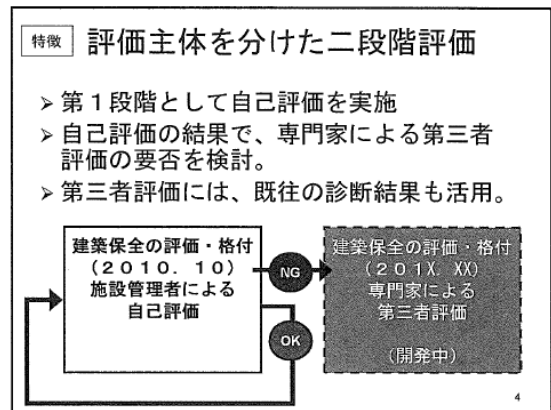 特徴 評価主体を分けた二段階評価
➢ 第１段階として自己評価を実施
➢ 自己評価の結果で、専門家による第三者
評価の要否を検討。
➢ 第三者評価には、既往の診断結果も活用。
建築保全の評価・格付
（２０１０．１０）
施設管理者による
自己評価
NG
OK
建築保全の評価・格付
（２０１X．XX）
専門家による
第三者評価
（開発中）
4